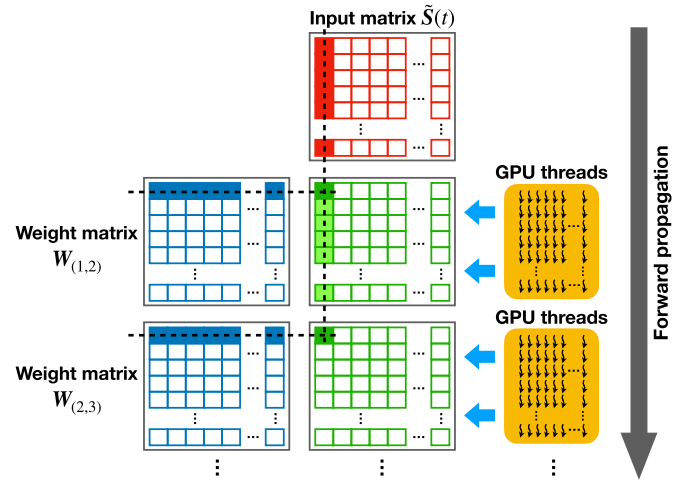 Input matrix S̃(t)
GPU threads
Weight matrix
W(1,2)
GPU threads
Weight matrix
W(2,3)
Forward propagation